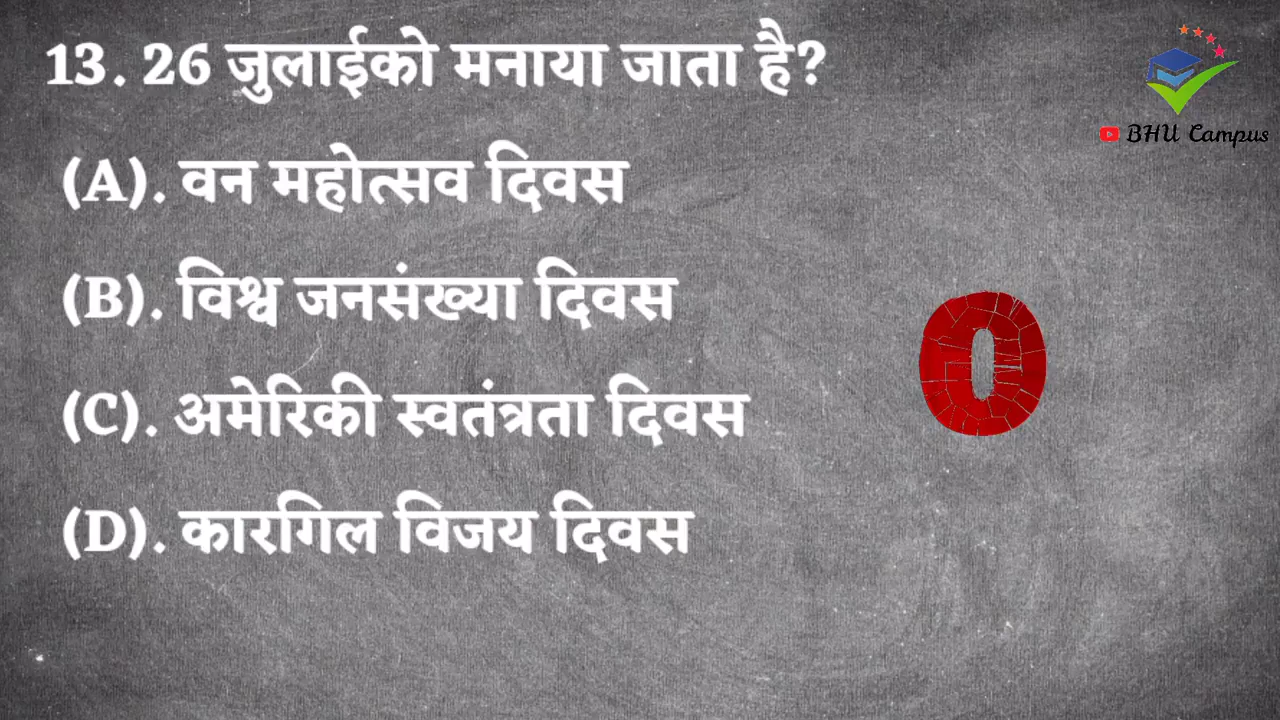 13. 26 जुलाईको मनाया जाता है?
BHU Campus
(A). वन महोत्सव दिवस
(B). विश्व जनसंख्या दिवस
(C). अमेरिकी स्वतंत्रता दिवस
0
(D). कारगिल विजय दिवस